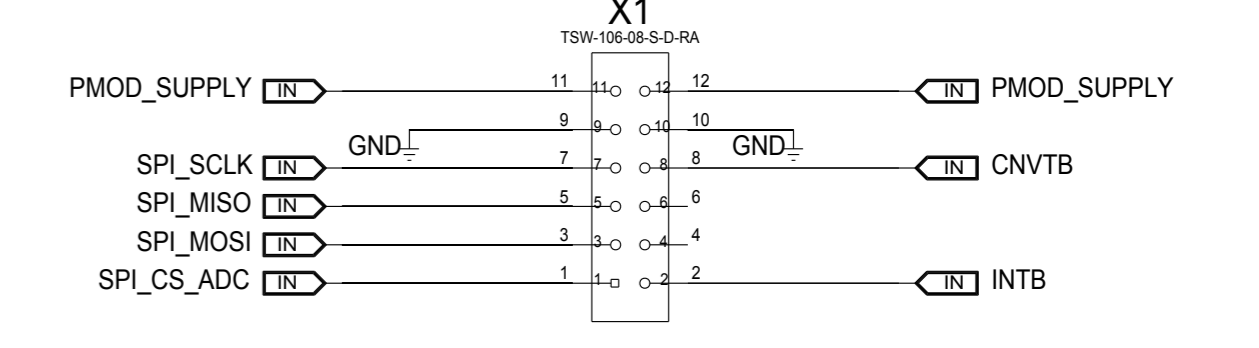 X1
TSW-106-08-S-D-RA
PMOD_SUPPLY IN 11 11 12 12 IN PMOD_SUPPLY
GND 9 9 10 10 GND
SPI_SCLK IN 7 7 8 8 IN CNVTB
SPI_MISO IN 5 5 6 6
SPI_MOSI IN 3 3 4 4
SPI_CS_ADC IN 1 1 2 2 IN INTB